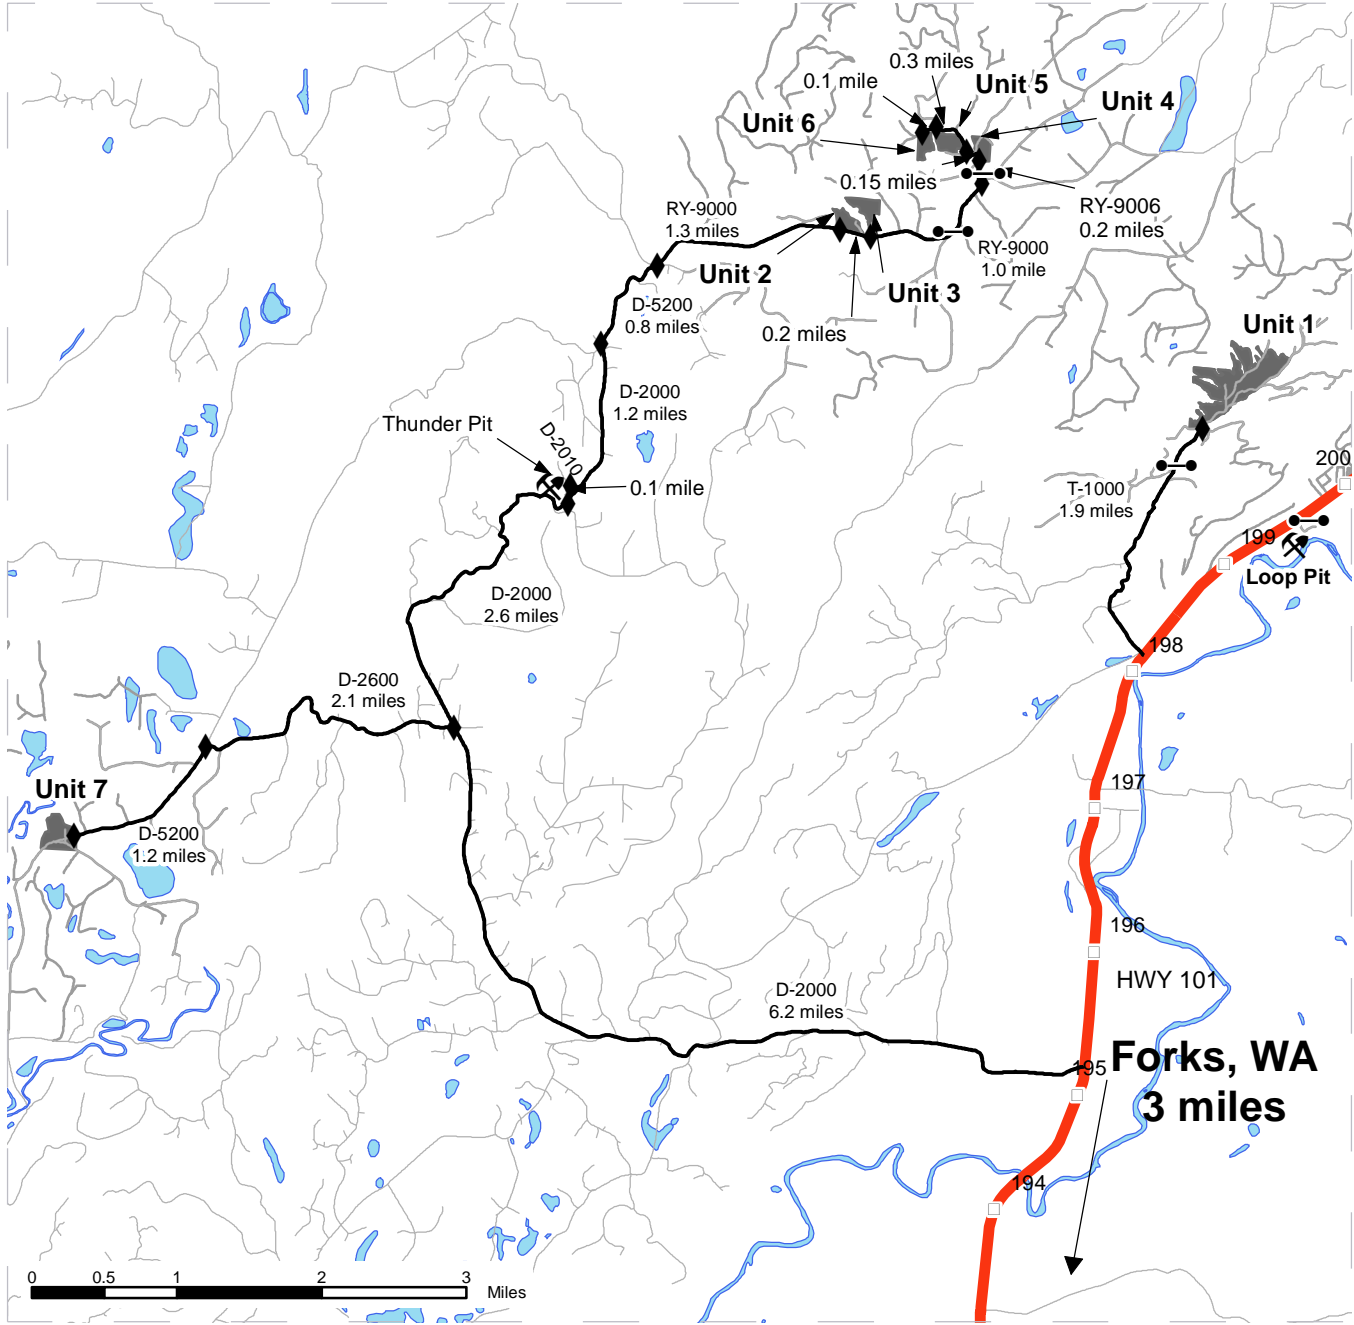 0.3 miles
0.1 mile
Unit 5
Unit 4
Unit 6
0.15 miles
RY-9006
0.2 miles
RY-9000
1.3 miles
RY-9000
1.0 mile
Unit 2
Unit 3
D-5200
0.8 miles
0.2 miles
Unit 1
D-2000
1.2 miles
Thunder Pit
D-2010
0.1 mile
200
T-1000
1.9 miles
199
Loop Pit
D-2000
2.6 miles
198
D-2600
2.1 miles
197
Unit 7
D-5200
1.2 miles
196
HWY 101
D-2000
6.2 miles
195
Forks, WA
3 miles
194
0 0.5 1 2 3
Miles